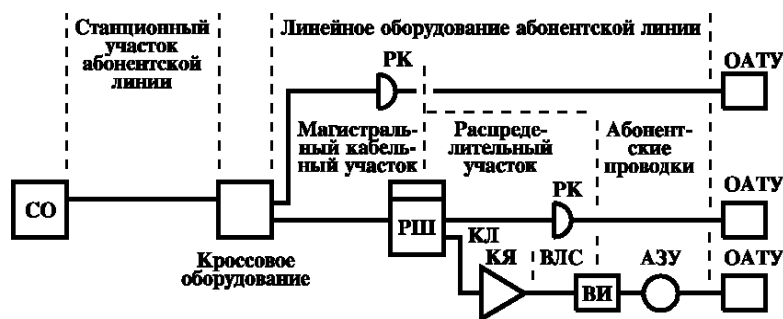 Станционный
участок
абонентской
линии
Линейное оборудование абонентской линии
РК
ОАТУ
Магистраль-
ный кабель-
ный участок
Распреде-
лительный
участок
Абонент-
ские
проводки
СО
Кроссовое
оборудование
РШ
РК
ОАТУ
КЛ
КЯ
ВЛС
ВИ
АЗУ
ОАТУ